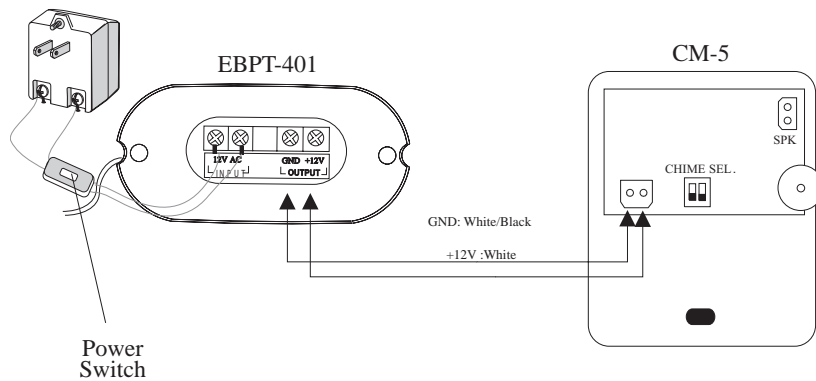 EBPT-401
CM-5
12V AC
INPUT
GND +12V
OUTPUT
SPK
CHIME SEL.
GND: White/Black
+12V :White
Power
Switch